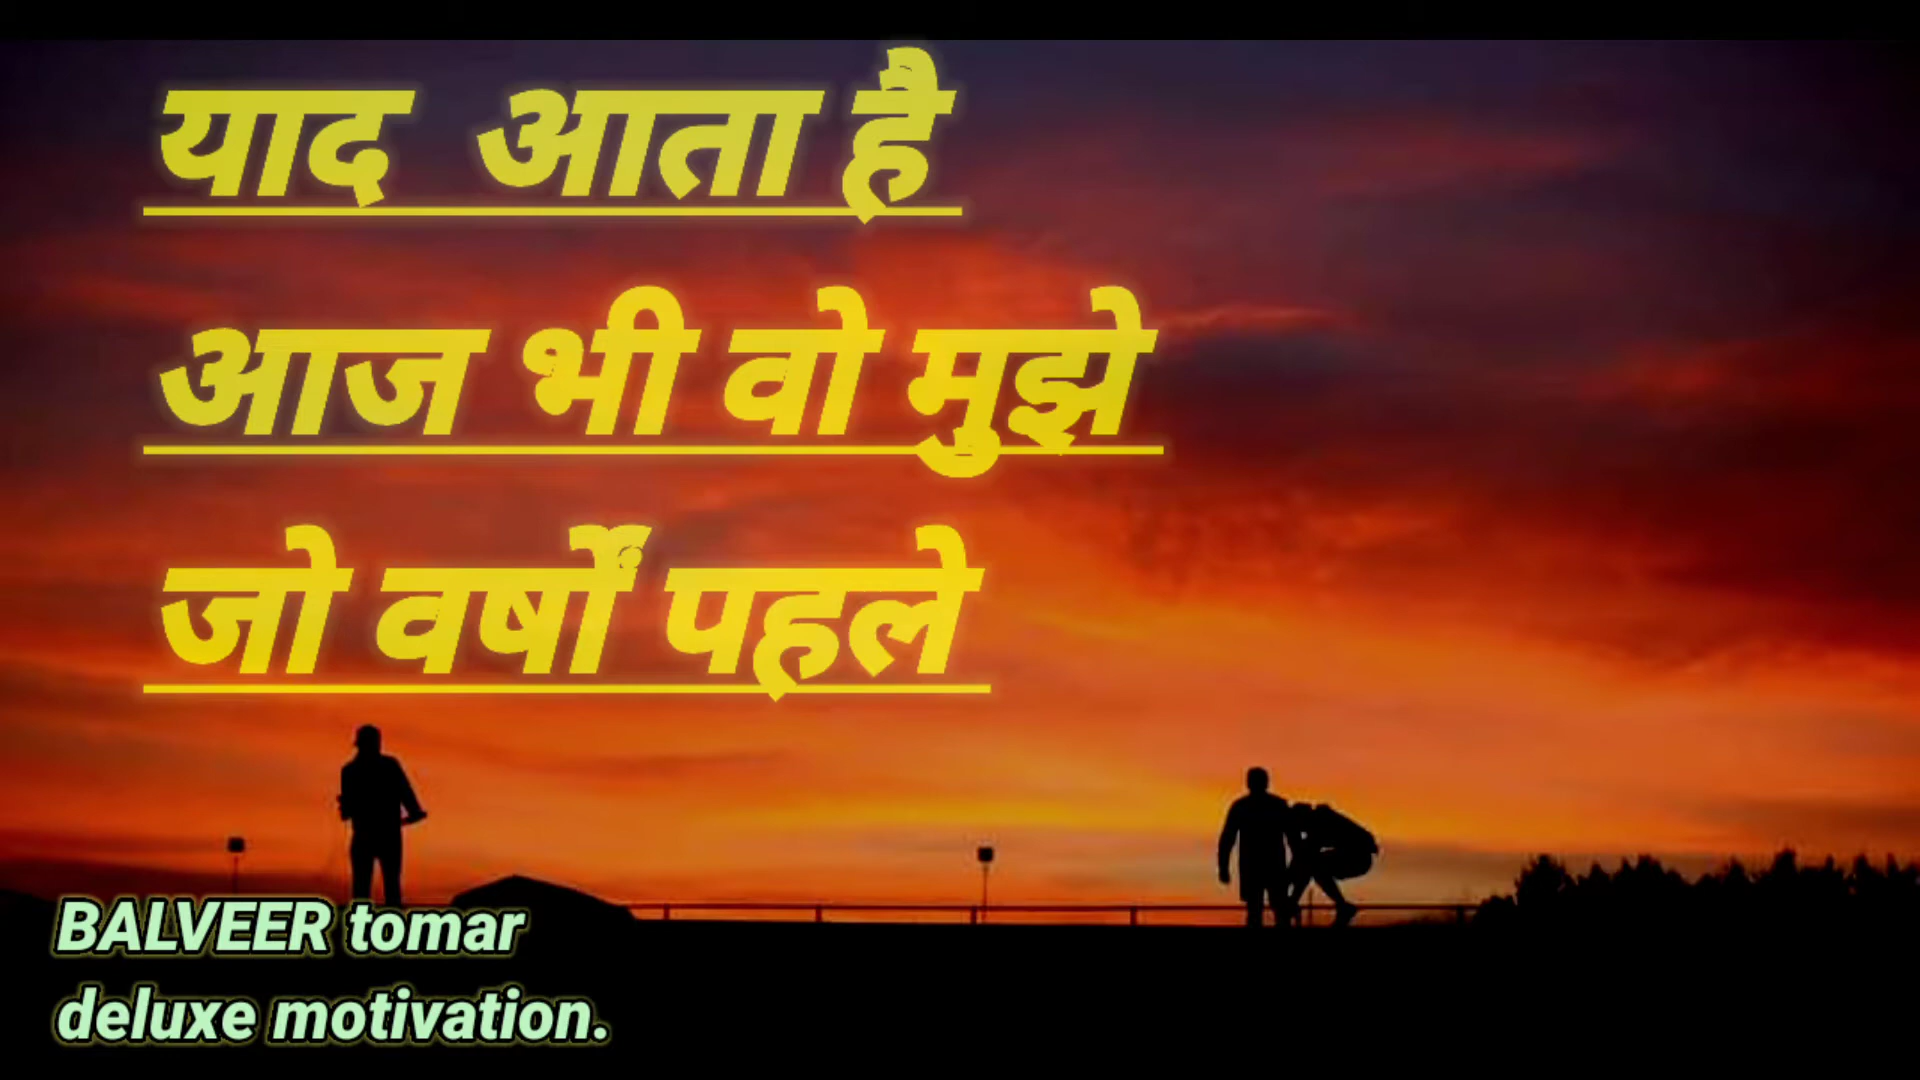 याद आता है
आज भी वो मुझे
जो वर्षों पहले
BALVEER tomar
deluxe motivation.